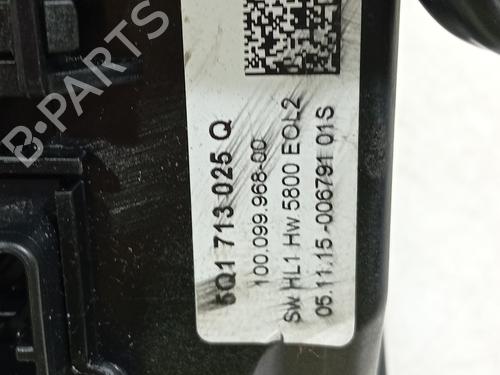 5Q1 713 025 Q
100.099.968-00
SW HL1 HW 5800 EOL2
05.11.15-006791 01S
B-PARTS